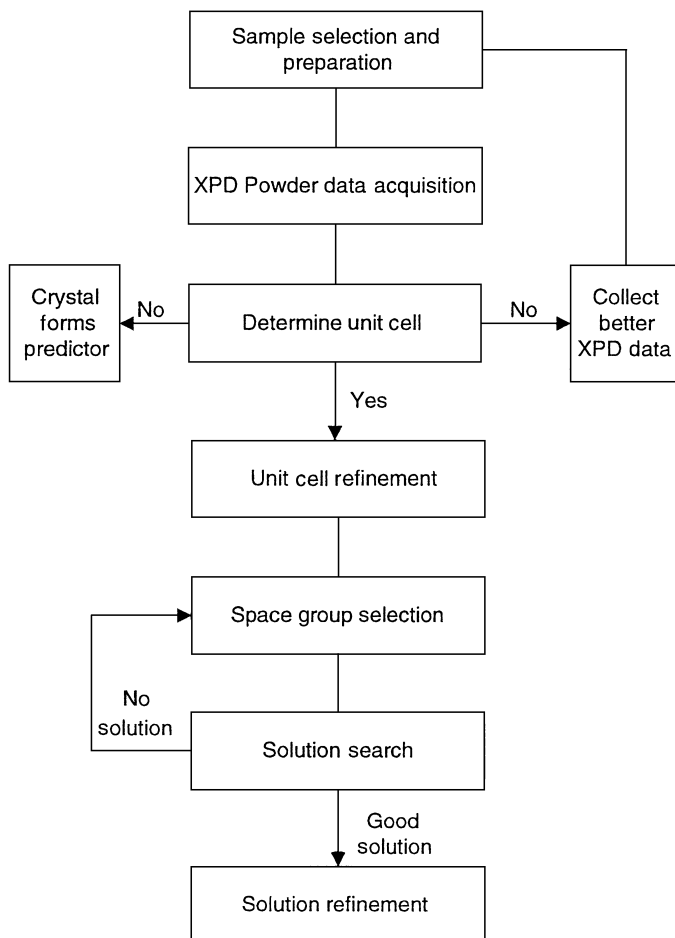 Sample selection and
preparation
XPD Powder data acquisition
Crystal
forms
predictor
No
Determine unit cell
No
Collect
better
XPD data
Yes
Unit cell refinement
Space group selection
No
solution
Solution search
Good
solution
Solution refinement